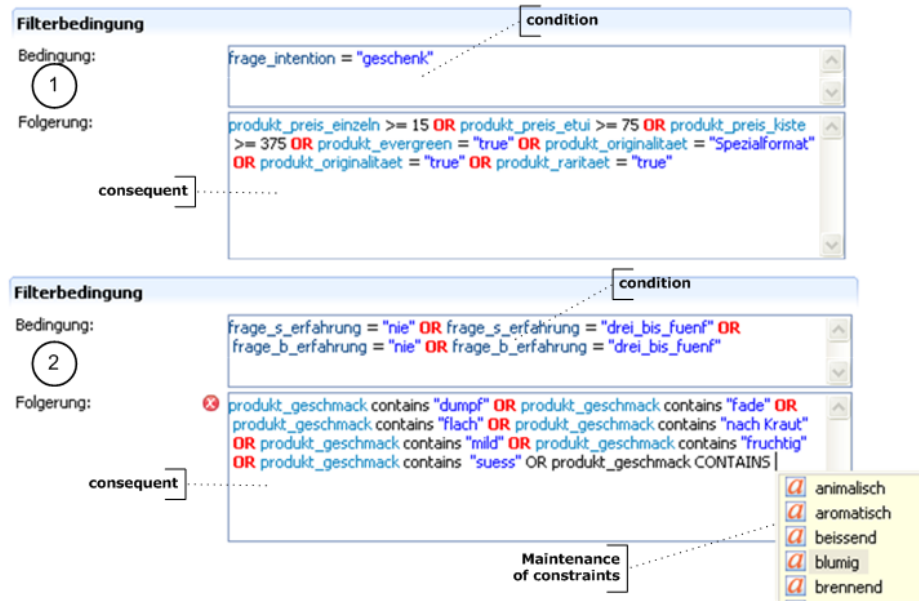 Filterbedingung
condition
Bedingung:
1
frage_intention = "geschenk"
Folgerung:
produkt_preis_einzeln >= 15 OR produkt_preis_etui >= 75 OR produkt_preis_kiste
>= 375 OR produkt_evergreen = "true" OR produkt_originalitaet = "Spezialformat"
OR produkt_originalitaet = "true" OR produkt_raritaet = "true"
consequent
Filterbedingung
condition
Bedingung:
2
frage_s_erfahrung = "nie" OR frage_s_erfahrung = "drei_bis_fuenf" OR
frage_b_erfahrung = "nie" OR frage_b_erfahrung = "drei_bis_fuenf"
Folgerung:
produkt_geschmack contains "dumpf" OR produkt_geschmack contains "fade" OR
produkt_geschmack contains "flach" OR produkt_geschmack contains "nach Kraut"
OR produkt_geschmack contains "mild" OR produkt_geschmack contains "fruchtig"
OR produkt_geschmack contains "suess" OR produkt_geschmack CONTAINS
consequent
a animalisch
a aromatisch
a beissend
a blumig
a brennend
Maintenance
of constraints